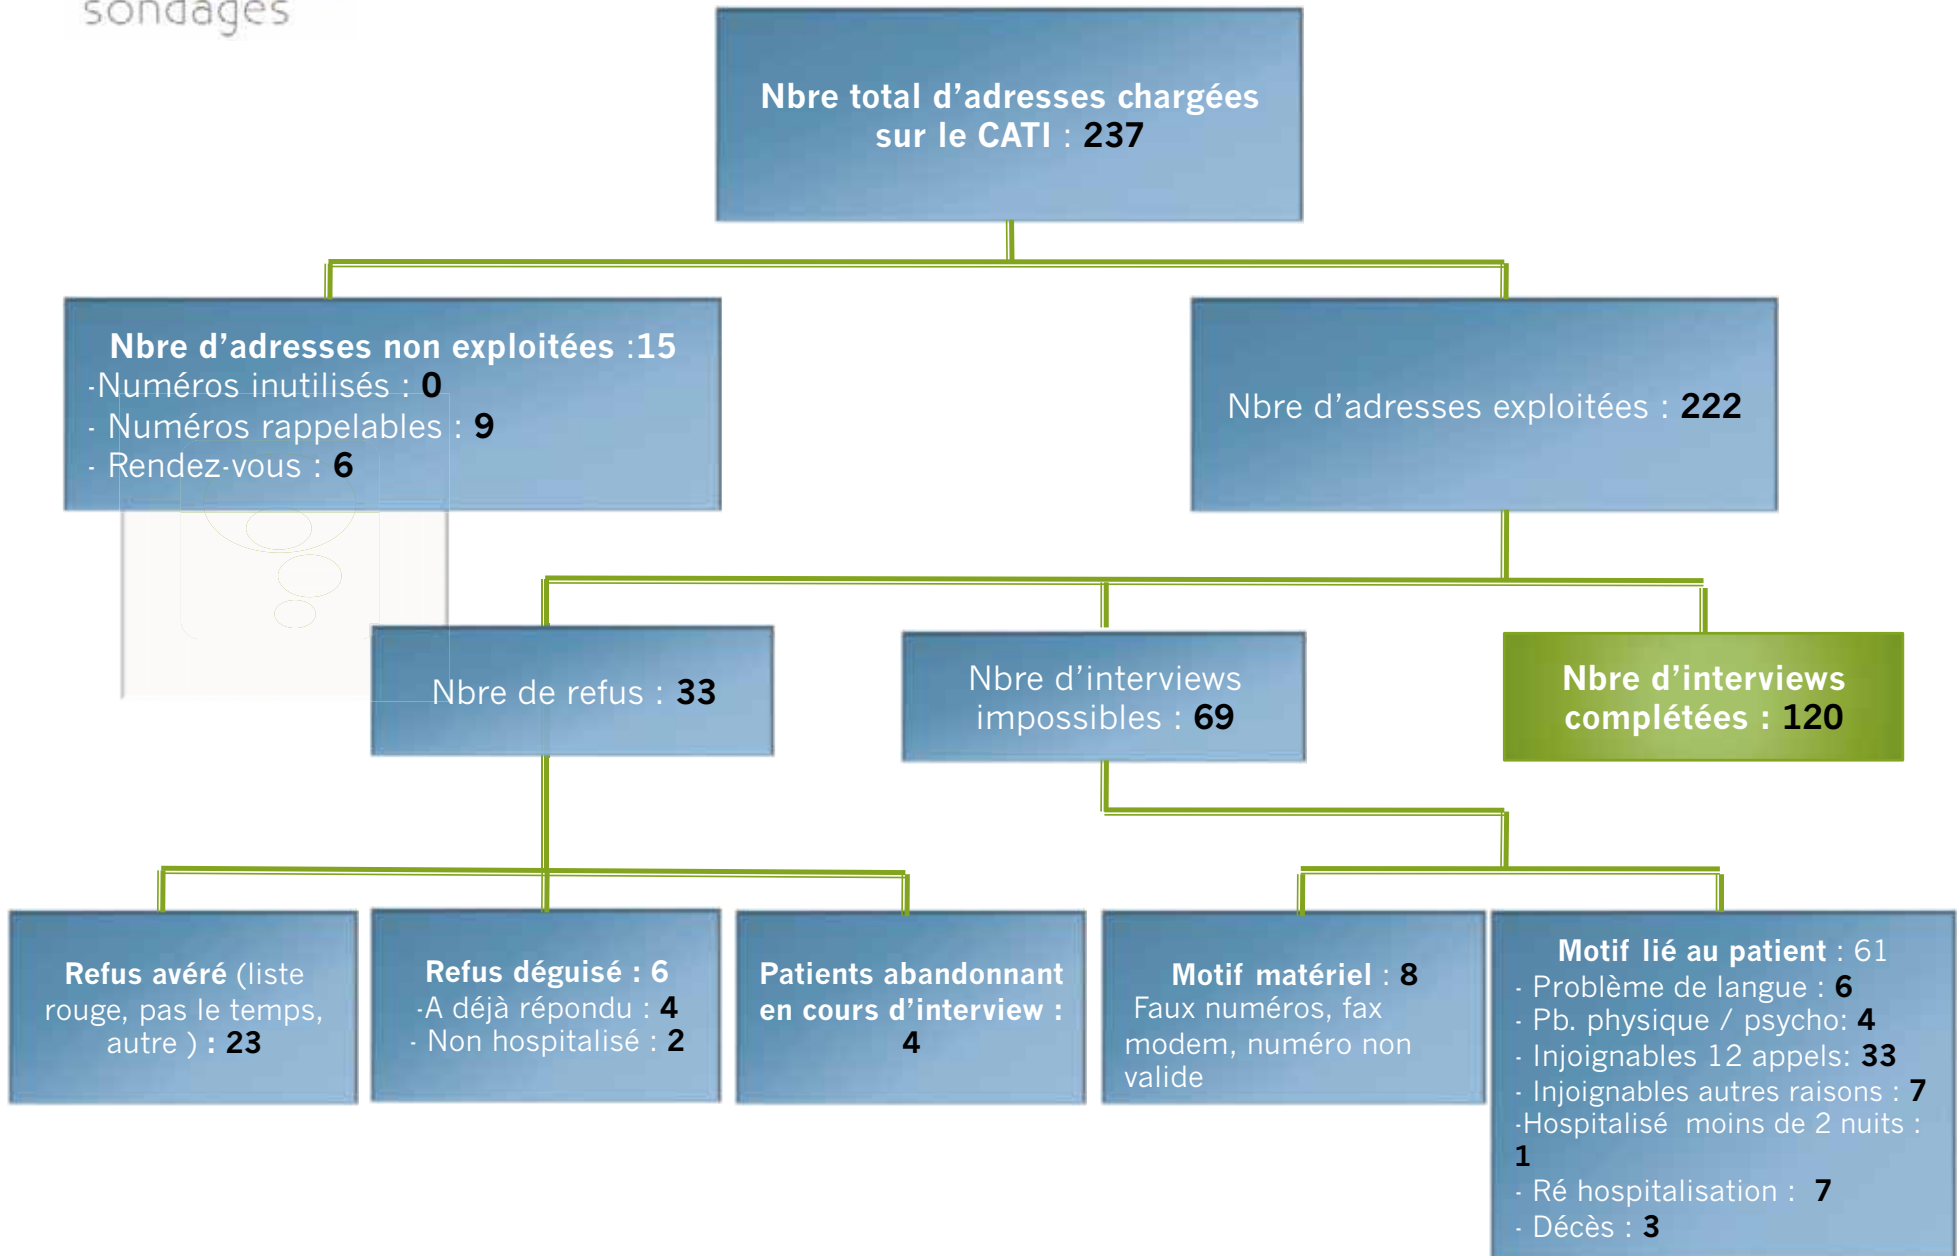 sondages
Nbre total d'adresses chargées
sur le CATI : 237
Nbre d'adresses non exploitées :15
-Numéros inutilisés : 0
- Numéros rappelables : 9
- Rendez-vous : 6
Nbre d'adresses exploitées : 222
Nbre de refus : 33
Nbre d'interviews
impossibles : 69
Nbre d'interviews
complétées : 120
Refus avéré (liste
rouge, pas le temps,
autre ) : 23
Refus déguisé : 6
-A déjà répondu : 4
- Non hospitalisé : 2
Patients abandonnant
en cours d'interview :
4
Motif matériel : 8
Faux numéros, fax
modem, numéro non
valide
Motif lié au patient : 61
- Problème de langue : 6
- Pb. physique / psycho: 4
- Injoignables 12 appels: 33
- Injoignables autres raisons : 7
-Hospitalisé moins de 2 nuits :
1
- Ré hospitalisation : 7
- Décès : 3